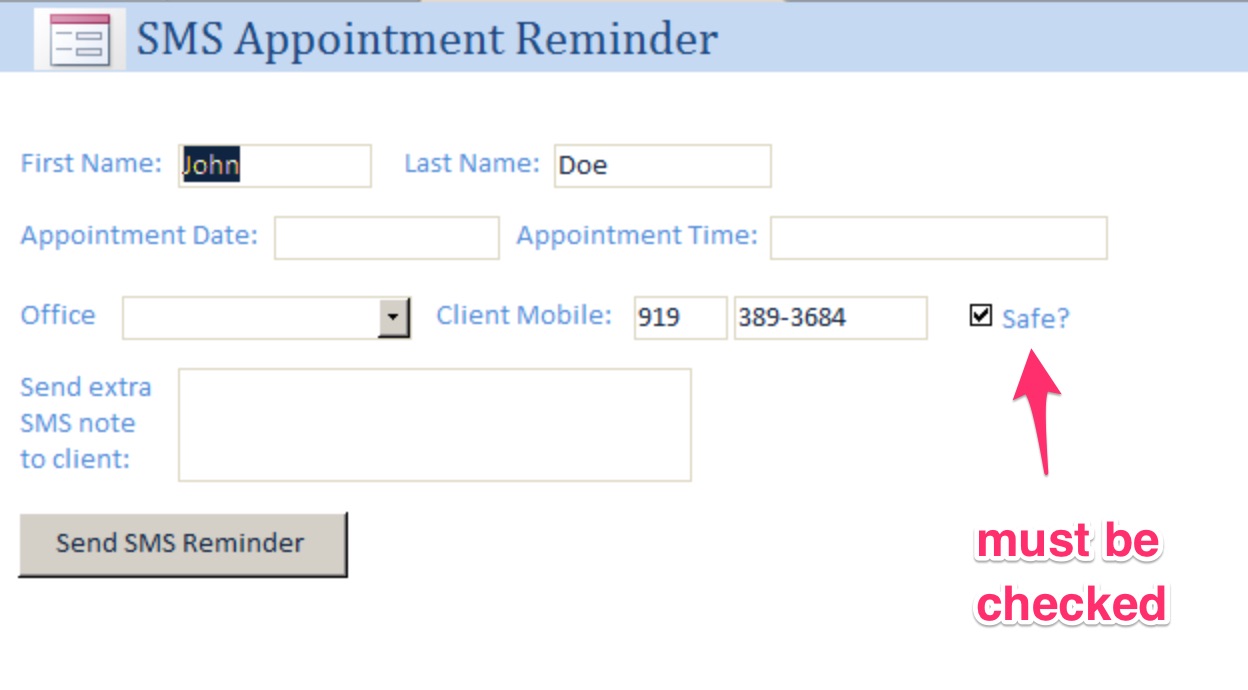 SMS Appointment Reminder
First Name: John Last Name: Doe
Appointment Date: Appointment Time:
Office Client Mobile: 919 389-3684 Safe?
Send extra
SMS note
to client:
Send SMS Reminder
must be
checked